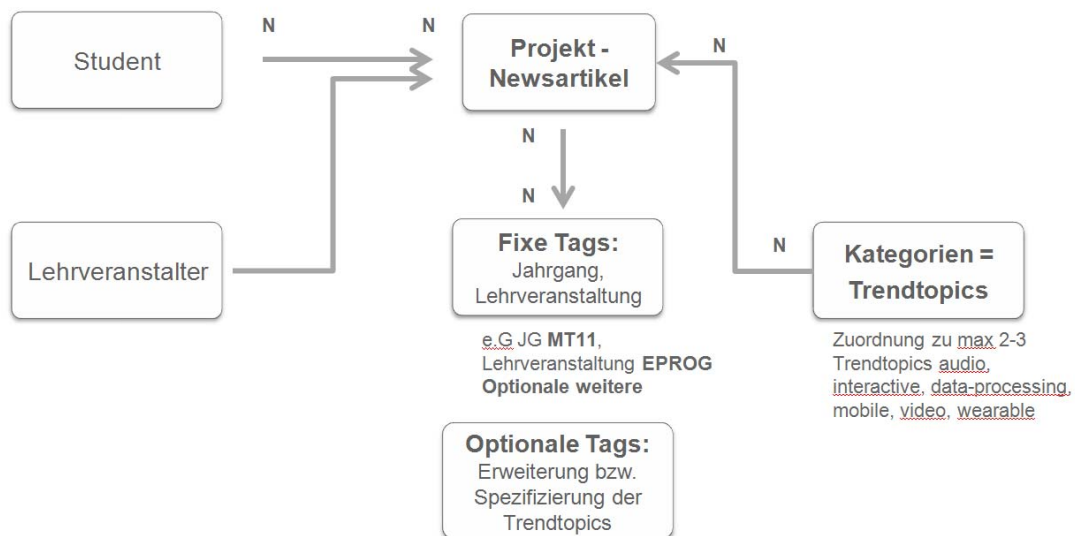 Student
N
N
Projekt -
Newsartikel
N
N
N
Lehrveranstalter
Fixe Tags:
Jahrgang,
Lehrveranstaltung
e.G JG MT11,
Lehrveranstaltung EPROG
Optionale weitere
N
Kategorien =
Trendtopics
Zuordnung zu max 2-3
Trendtopics audio,
interactive, data-processing,
mobile, video, wearable
Optionale Tags:
Erweiterung bzw.
Spezifizierung der
Trendtopics